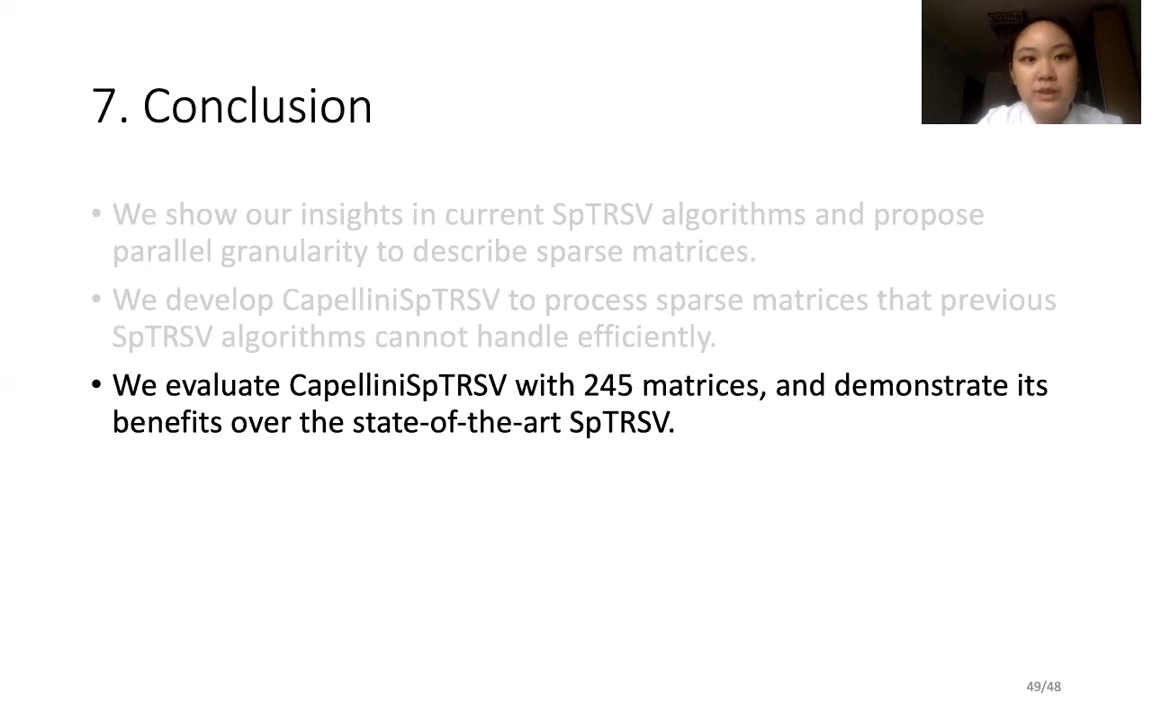 7. Conclusion
• We show our insights in current SpTRSV algorithms and propose
parallel granularity to describe sparse matrices.
• We develop CapelliniSpTRSV to process sparse matrices that previous
SpTRSV algorithms cannot handle efficiently.
• We evaluate CapelliniSpTRSV with 245 matrices, and demonstrate its
benefits over the state-of-the-art SpTRSV.
49/48